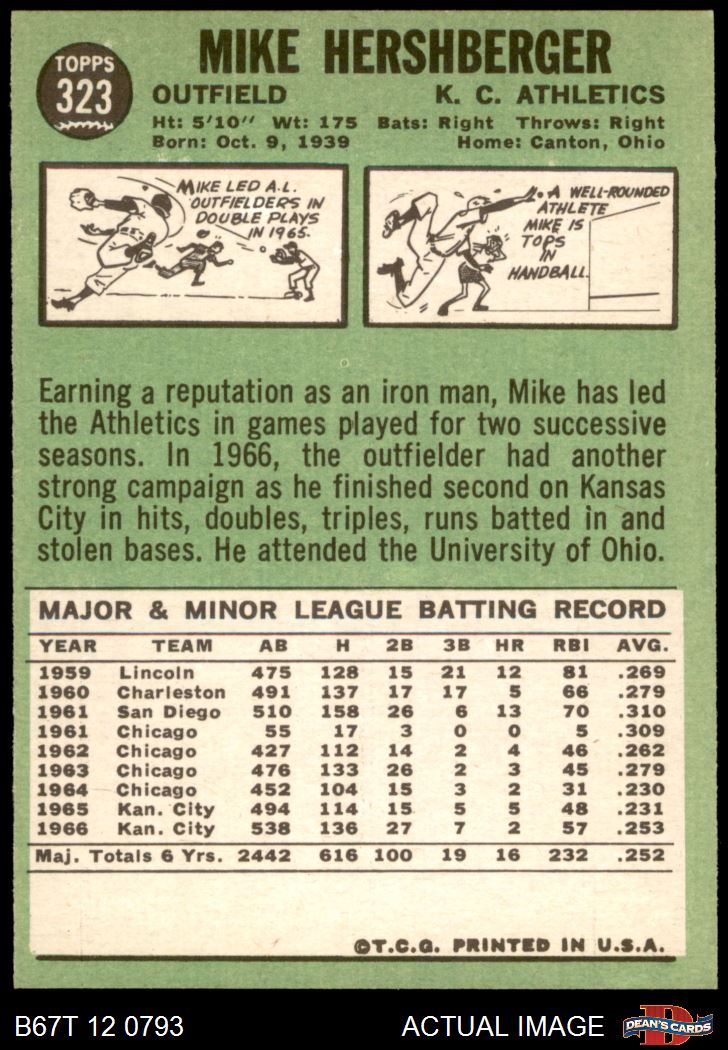 TOPPS
323
MIKE HERSHBERGER
OUTFIELD K. C. ATHLETICS
Ht: 5'10" Wt: 175 Bats: Right Throws: Right
Born: Oct. 9, 1939 Home: Canton, Ohio
MIKE LED A.L.
OUTFIELDERS IN
DOUBLE PLAYS
IN 1965.
A WELL-ROUNDED
ATHLETE
MIKE IS
TOPS
IN
HANDBALL.
Earning a reputation as an iron man, Mike has led
the Athletics in games played for two successive
seasons. In 1966, the outfielder had another
strong campaign as he finished second on Kansas
City in hits, doubles, triples, runs batted in and
stolen bases. He attended the University of Ohio.
MAJOR & MINOR LEAGUE BATTING RECORD
YEAR TEAM AB H 2B 3B HR RBI AVG.
1959 Lincoln 475 128 15 21 12 81 .269
1960 Charleston 491 137 17 17 5 66 .279
1961 San Diego 510 158 26 6 13 70 .310
1961 Chicago 55 17 3 0 0 5 .309
1962 Chicago 427 112 14 2 4 46 .262
1963 Chicago 476 133 26 2 3 45 .279
1964 Chicago 452 104 15 3 2 31 .230
1965 Kan. City 494 114 15 5 5 48 .231
1966 Kan. City 538 136 27 7 2 57 .253
Maj. Totals 6 Yrs. 2442 616 100 19 16 232 .252
©T.C.G. PRINTED IN U.S.A.
B67T 12 0793 ACTUAL IMAGE
D
DEAN'S CARDS